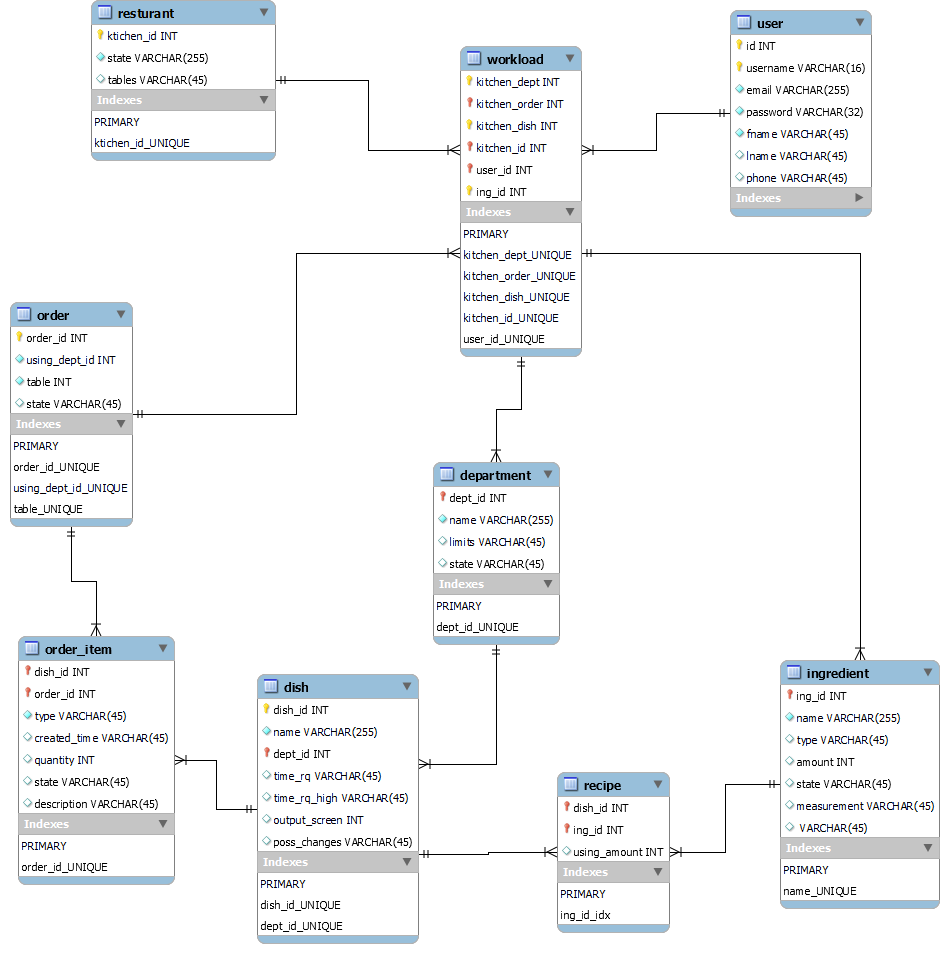 resturant
ktichen_id INT
state VARCHAR(255)
tables VARCHAR(45)
Indexes
PRIMARY
ktichen_id_UNIQUE
workload
kitchen_dept INT
kitchen_order INT
kitchen_dish INT
kitchen_id INT
user_id INT
ing_id INT
Indexes
PRIMARY
kitchen_dept_UNIQUE
kitchen_order_UNIQUE
kitchen_dish_UNIQUE
kitchen_id_UNIQUE
user_id_UNIQUE
user
id INT
username VARCHAR(16)
email VARCHAR(255)
password VARCHAR(32)
fname VARCHAR(45)
lname VARCHAR(45)
phone VARCHAR(45)
Indexes
order
order_id INT
using_dept_id INT
table INT
state VARCHAR(45)
Indexes
PRIMARY
order_id_UNIQUE
using_dept_id_UNIQUE
table_UNIQUE
department
dept_id INT
name VARCHAR(255)
limits VARCHAR(45)
state VARCHAR(45)
Indexes
PRIMARY
dept_id_UNIQUE
order_item
dish_id INT
order_id INT
type VARCHAR(45)
created_time VARCHAR(45)
quantity INT
state VARCHAR(45)
description VARCHAR(45)
Indexes
PRIMARY
order_id_UNIQUE
dish
dish_id INT
name VARCHAR(255)
dept_id INT
time_rq VARCHAR(45)
time_rq_high VARCHAR(45)
output_screen INT
poss_changes VARCHAR(45)
Indexes
PRIMARY
dish_id_UNIQUE
dept_id_UNIQUE
recipe
dish_id INT
ing_id INT
using_amount INT
Indexes
PRIMARY
ing_id_idx
ingredient
ing_id INT
name VARCHAR(255)
type VARCHAR(45)
amount INT
state VARCHAR(45)
measurement VARCHAR(45)
VARCHAR(45)
Indexes
PRIMARY
name_UNIQUE